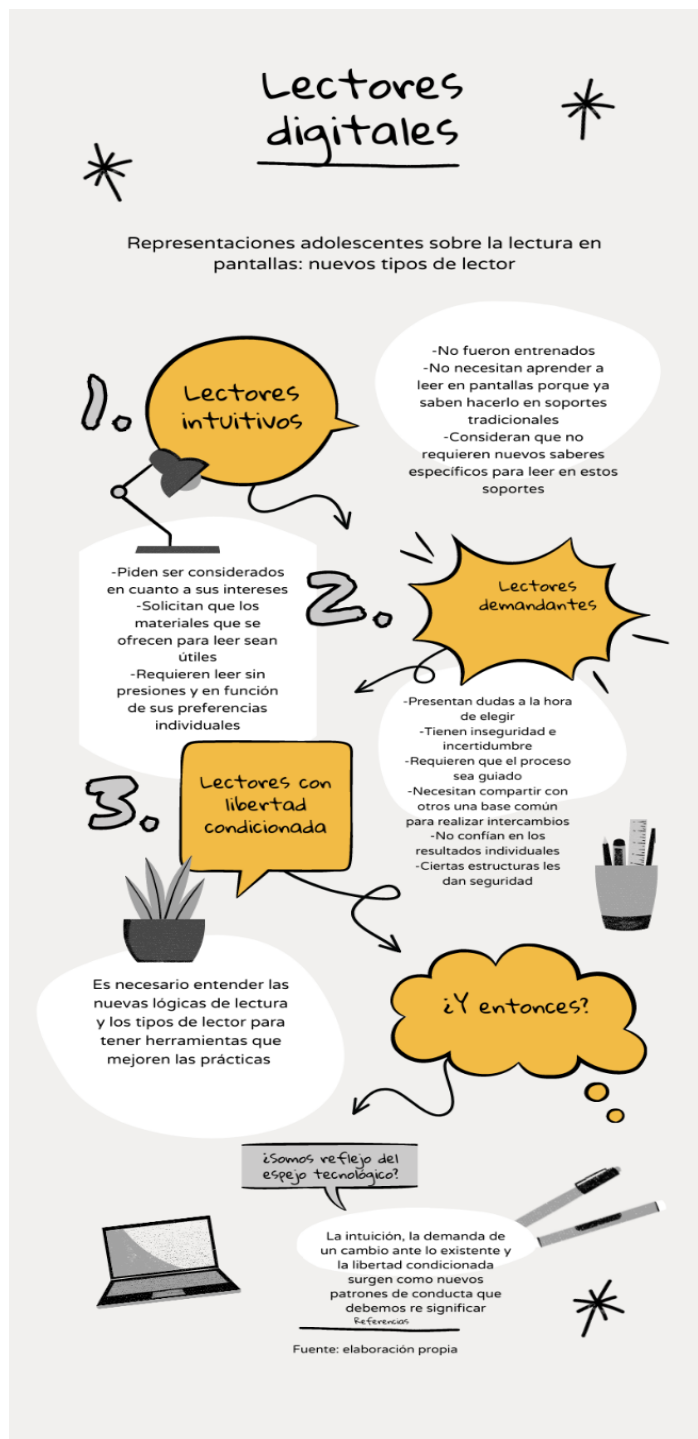 Lectores
digitales
Representaciones adolescentes sobre la lectura en
pantallas: nuevos tipos de lector
1.
Lectores
intuitivos
-No fueron entrenados
-No necesitan aprender a
leer en pantallas porque ya
saben hacerlo en soportes
tradicionales
-Consideran que no
requieren nuevos saberes
específicos para leer en estos
soportes
2.
Lectores
demandantes
-Piden ser considerados
en cuanto a sus intereses
-Solicitan que los
materiales que se
ofrecen para leer sean
útiles
-Requieren leer sin
presiones y en función
de sus preferencias
individuales
3.
Lectores con
libertad
condicionada
-Presentan dudas a la hora
de elegir
-Tienen inseguridad e
incertidumbre
-Requieren que el proceso
sea guiado
-Necesitan compartir con
otros una base común
para realizar intercambios
-No confían en los
resultados individuales
-Ciertas estructuras les
dan seguridad
¿Y entonces?
Es necesario entender las
nuevas lógicas de lectura
y los tipos de lector para
tener herramientas que
mejoren las prácticas
¿Somos reflejo del
espejo tecnológico?
La intuición, la demanda de
un cambio ante lo existente y
la libertad condicionada
surgen como nuevos
patrones de conducta que
debemos re significar
Referencias
Fuente: elaboración propia